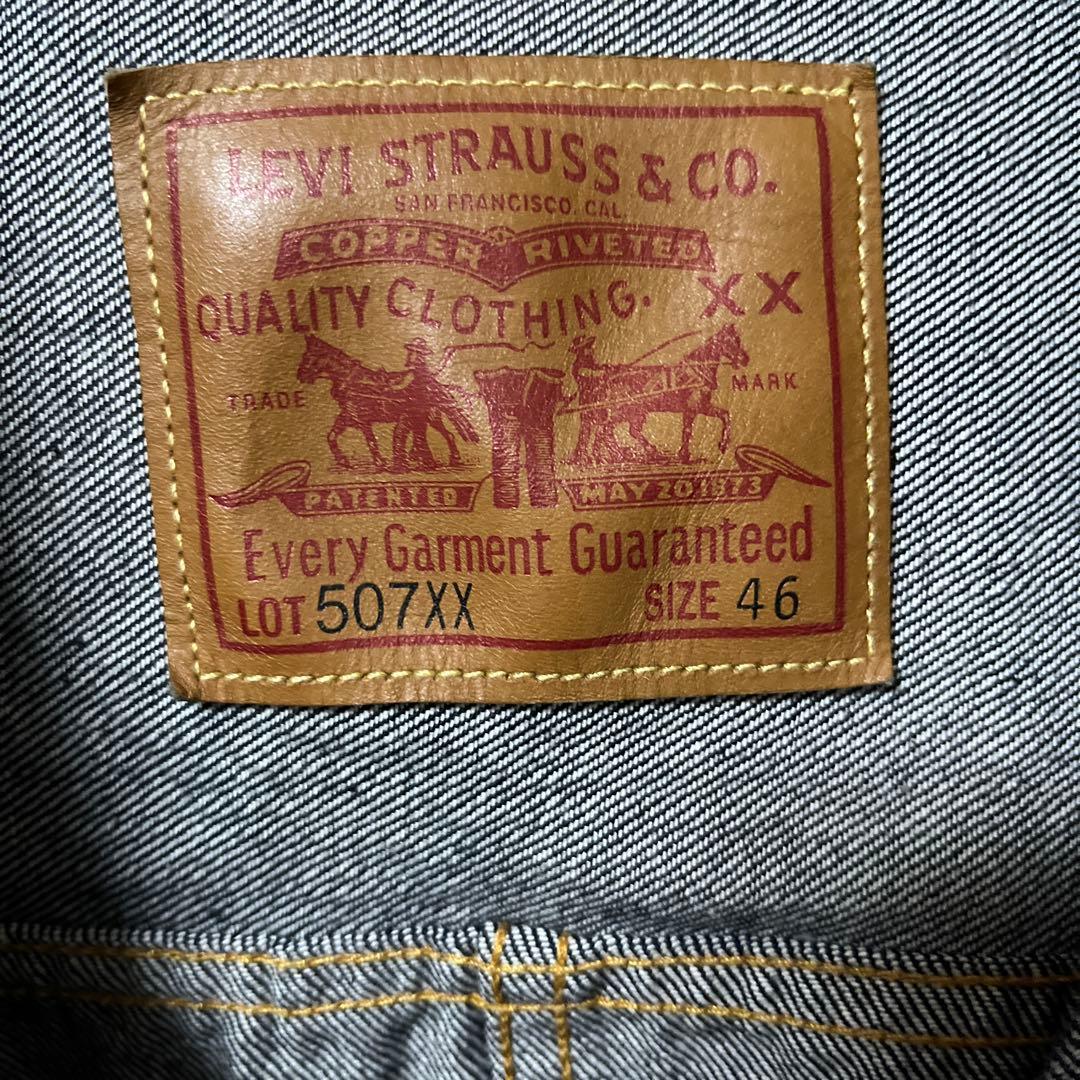 LEVI STRAUSS & CO.
SAN FRANCISCO, CAL.
COPPER RIVETED
QUALITY CLOTHING. XX
TRADE MARK
PATENTED MAY 20 1873
Every Garment Guaranteed
LOT 507XX SIZE 46